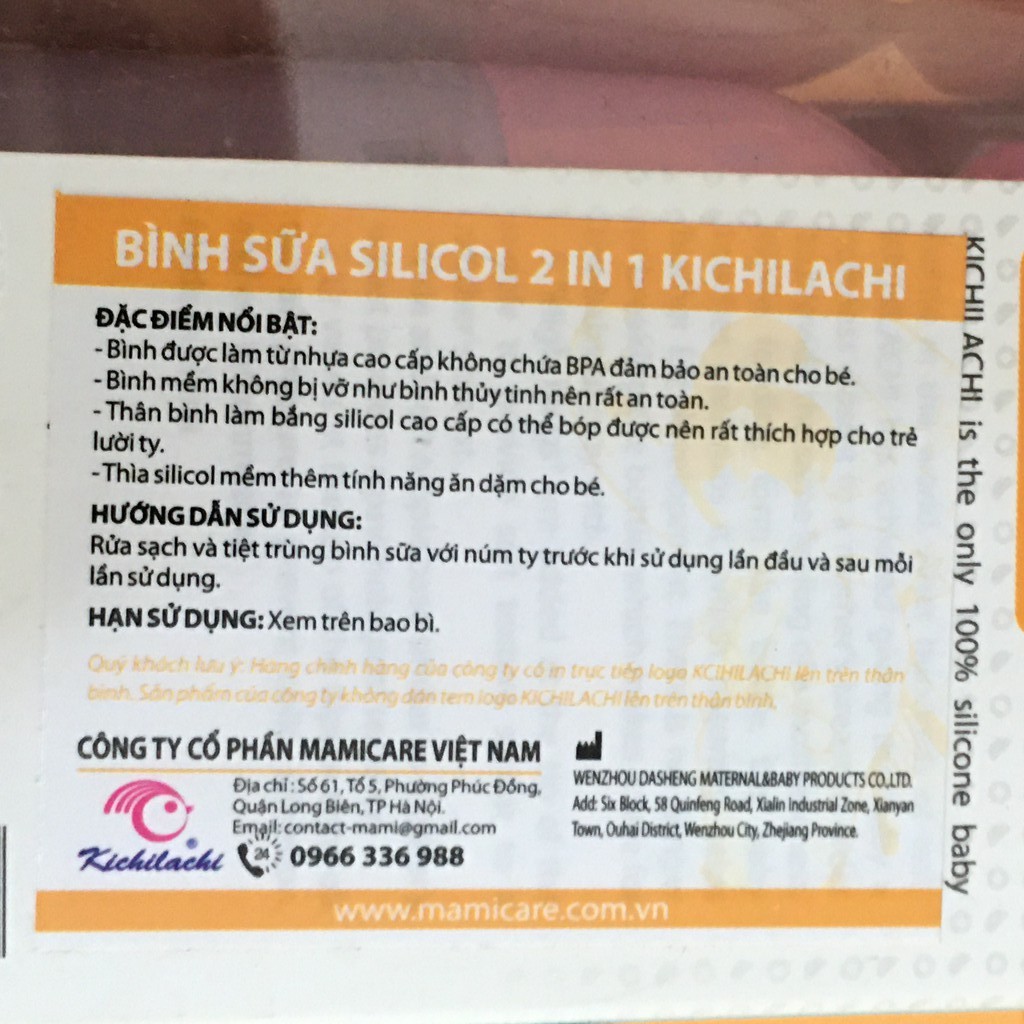 BÌNH SỮA SILICOL 2 IN 1 KICHILACHI
ĐẶC ĐIỂM NỔI BẬT:
- Bình được làm từ nhựa cao cấp không chứa BPA đảm bảo an toàn cho bé.
- Bình mềm không bị vỡ như bình thủy tinh nên rất an toàn.
- Thân bình làm bằng silicol cao cấp có thể bóp được nên rất thích hợp cho trẻ
lười ty.
- Thìa silicol mềm thêm tính năng ăn dặm cho bé.
HƯỚNG DẪN SỬ DỤNG:
Rửa sạch và tiệt trùng bình sữa với núm ty trước khi sử dụng lần đầu và sau mỗi
lần sử dụng.
HẠN SỬ DỤNG: Xem trên bao bì.
Quý khách lưu ý: Hàng chính hãng của công ty có in trực tiếp logo KCIHILACHI lên trên thân
bình. Sản phẩm của công ty không dán tem logo KICHILACHI lên trên thân bình.
CÔNG TY CỔ PHẦN MAMICARE VIỆT NAM
Địa chỉ : Số 61, Tổ 5, Phường Phúc Đồng,
Quận Long Biên, TP Hà Nội.
Email: contact-mami@gmail.com
24 0966 336 988
Kichilachi®
WENZHOU DASHENG MATERNAL&BABY PRODUCTS CO.,LTD.
Add: Six Block, 58 Quinfeng Road, Xialin Industrial Zone, Xianyan
Town, Ouhai District, Wenzhou City, Zhejiang Province.
www.mamicare.com.vn
KICHILACHI is the only 100% silicone baby